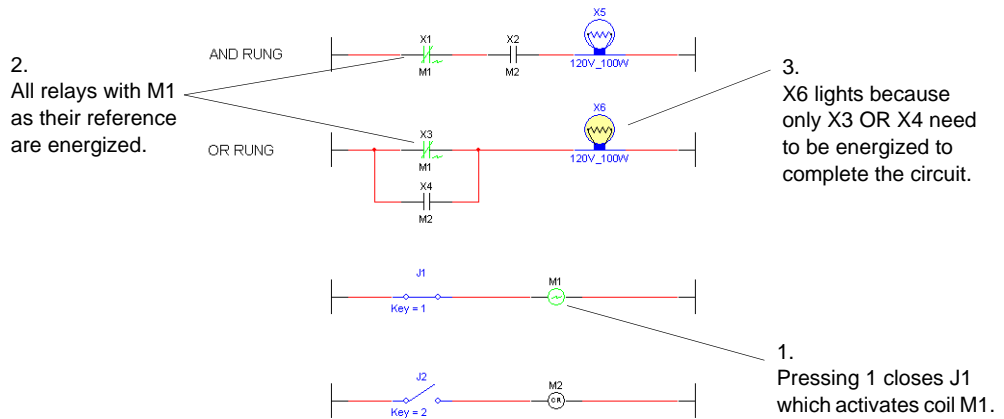 2.
All relays with M1
as their reference
are energized.
AND RUNG
X1
M1
X2
M2
X5
120V_100W
3.
X6 lights because
only X3 OR X4 need
to be energized to
complete the circuit.
OR RUNG
X3
M1
X4
M2
X6
120V_100W
J1
Key = 1
M1
1.
Pressing 1 closes J1
which activates coil M1.
J2
Key = 2
M2
CR